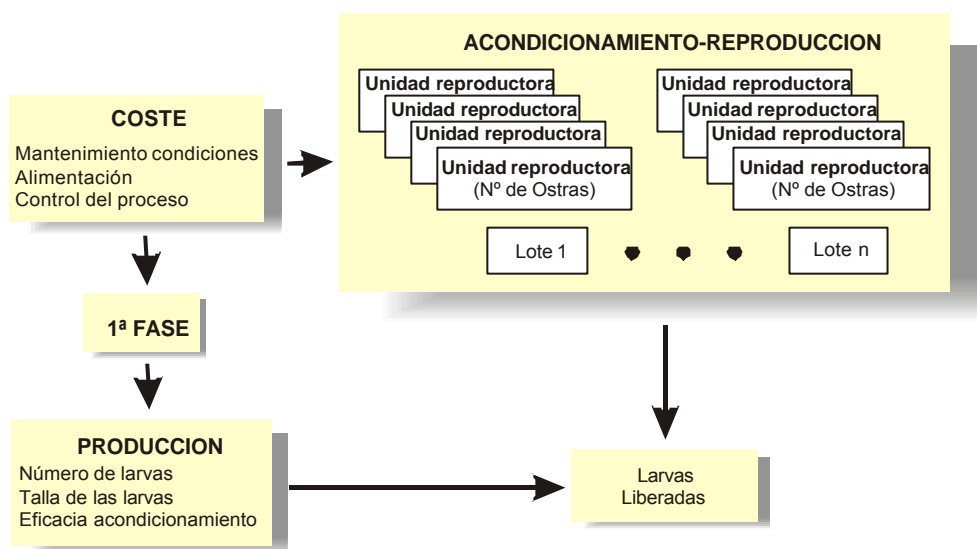 ACONDICIONAMIENTO-REPRODUCCION
Unidad reproductora
Unidad reproductora
Unidad reproductora
Unidad reproductora
(Nº de Ostras)
Unidad reproductora
Unidad reproductora
Unidad reproductora
Unidad reproductora
(Nº de Ostras)
Lote 1
Lote n
COSTE
Mantenimiento condiciones
Alimentación
Control del proceso
1ª FASE
PRODUCCION
Número de larvas
Talla de las larvas
Eficacia acondicionamiento
Larvas
Liberadas